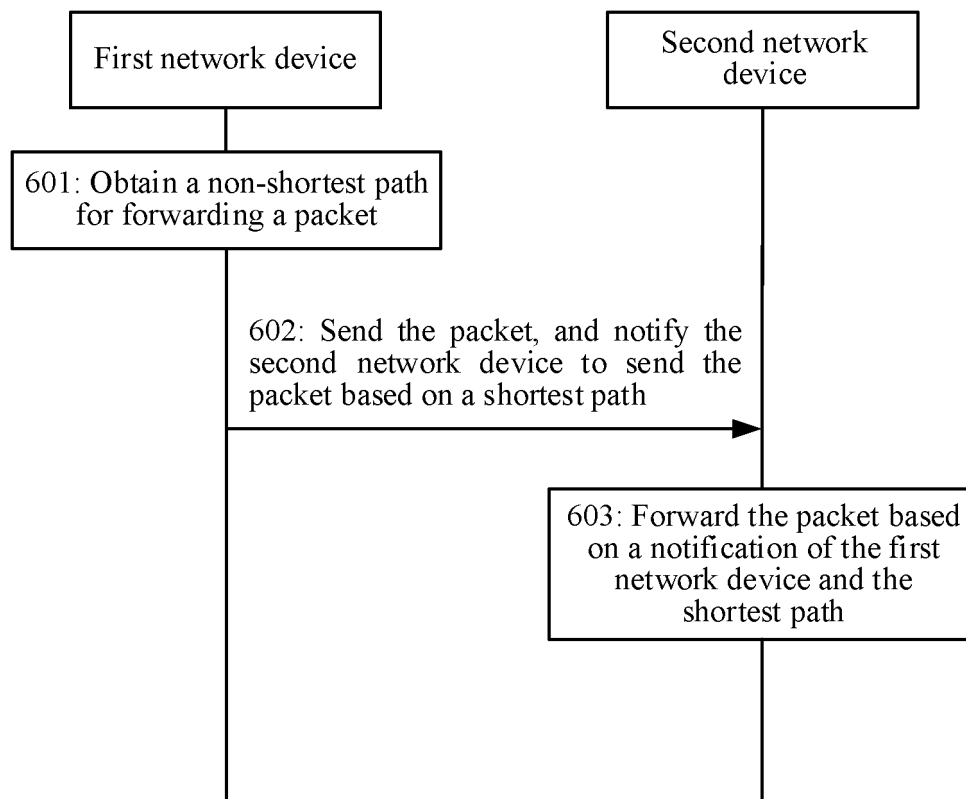 First network device
Second network
device
601: Obtain a non-shortest path
for forwarding a packet
602: Send the packet, and notify the
second network device to send the
packet based on a shortest path
603: Forward the packet based
on a notification of the first
network device and the
shortest path